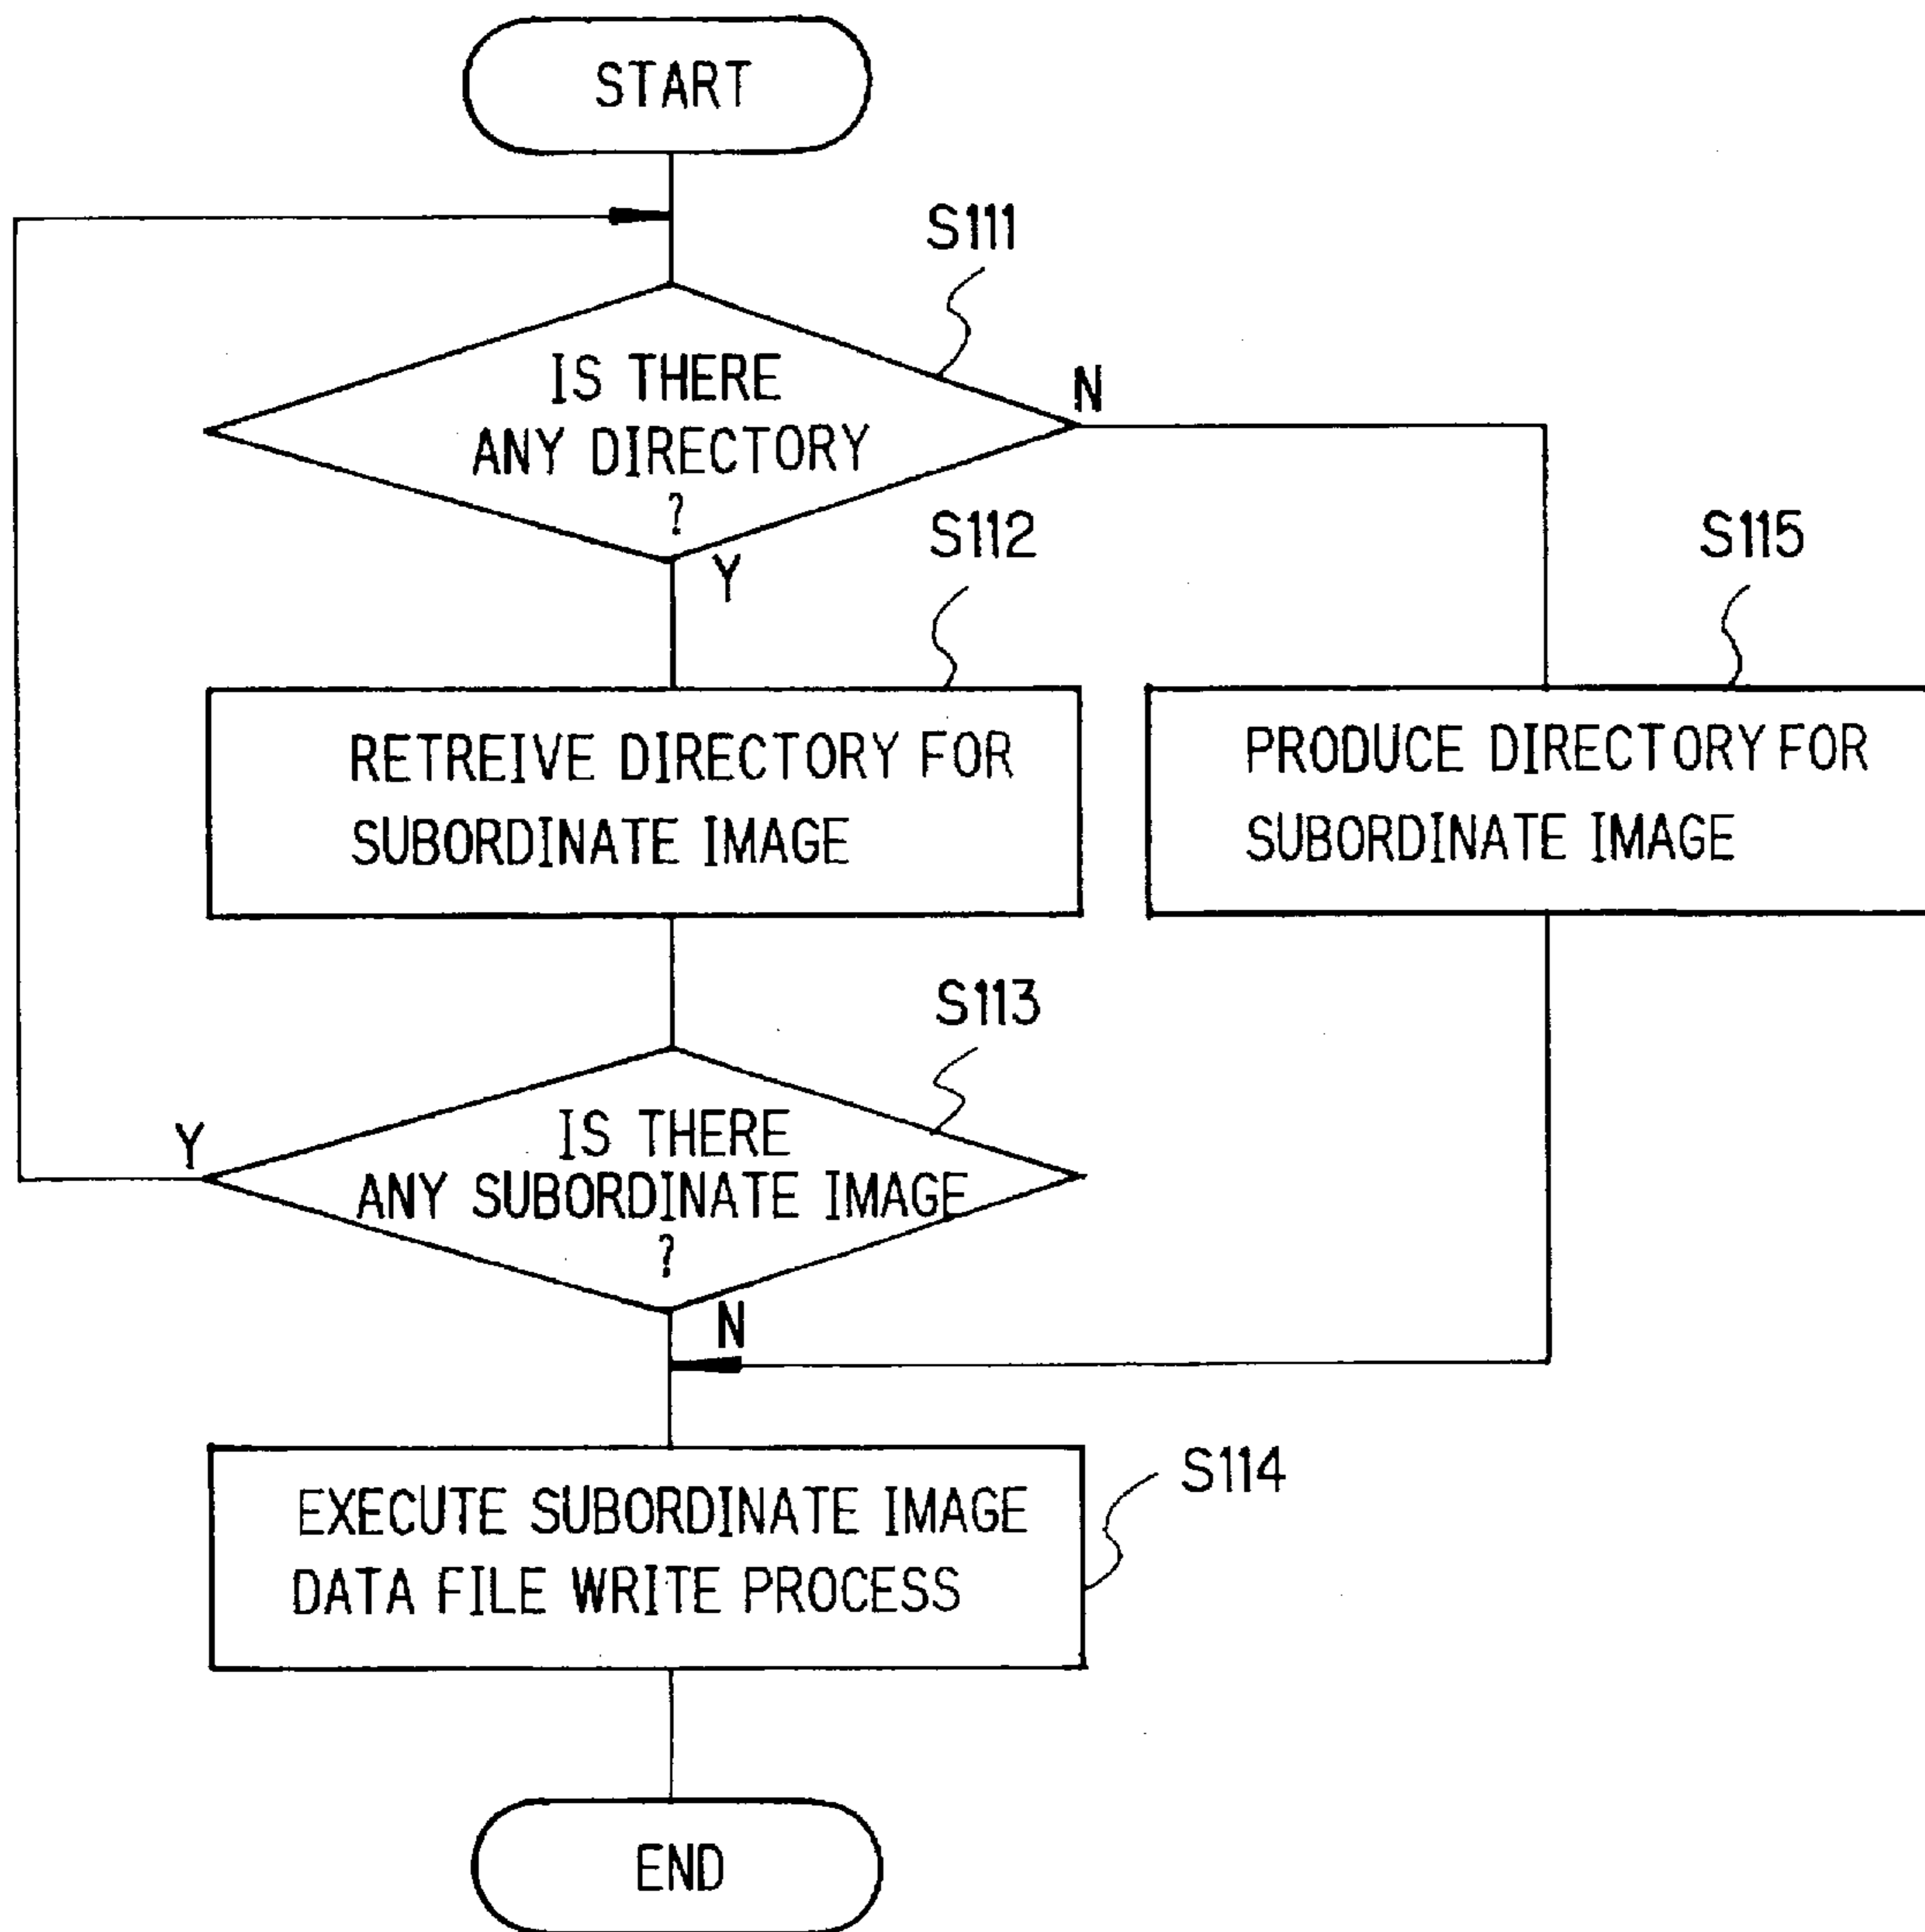 START
S111
IS THERE
ANY DIRECTORY
?
N
Y
S112
S115
RETREIVE DIRECTORY FOR
SUBORDINATE IMAGE
PRODUCE DIRECTORY FOR
SUBORDINATE IMAGE
S113
IS THERE
ANY SUBORDINATE IMAGE
?
Y
N
S114
EXECUTE SUBORDINATE IMAGE
DATA FILE WRITE PROCESS
END